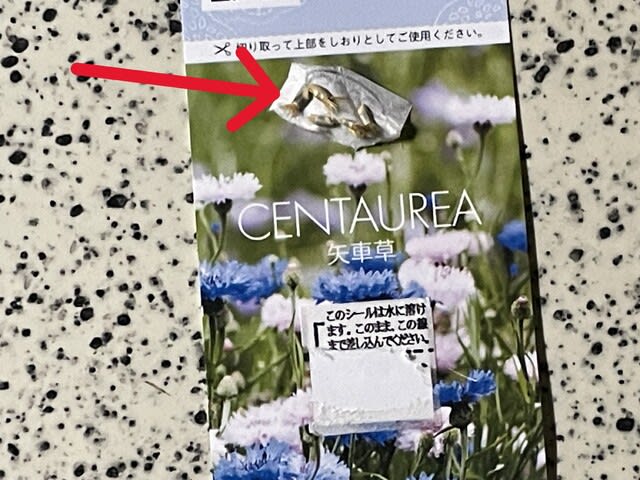 切り取って上部をしおりとしてご使用ください。
CENTAUREA
矢車草
このシールは水に溶け
ます。このまま、この線
まで差し込んでください。